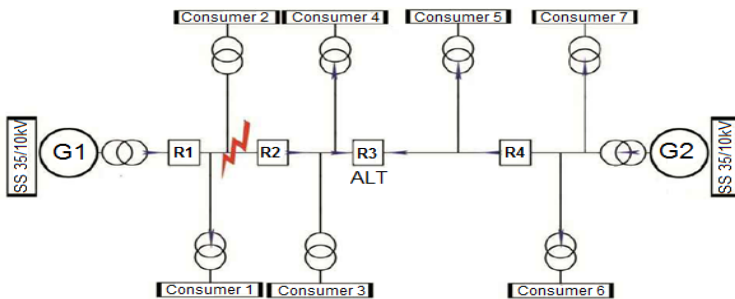 Consumer 2
Consumer 4
Consumer 5
Consumer 7
SS 35/10kV
G1
R1
R2
R3
R4
G2
SS 35/10kV
ALT
Consumer 1
Consumer 3
Consumer 6